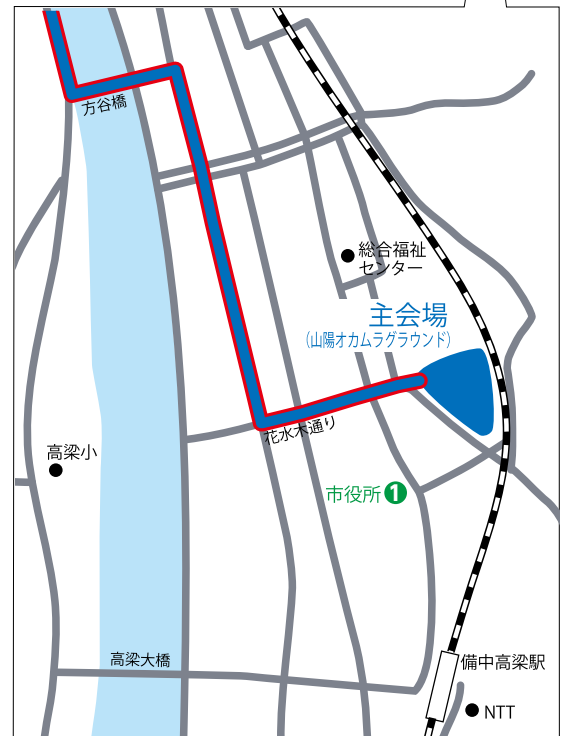 方谷橋
総合福祉
センター
主会場
(山陽オカムラグラウンド)
花水木通り
高梁小
市役所 1
高梁大橋
備中高梁駅
NTT